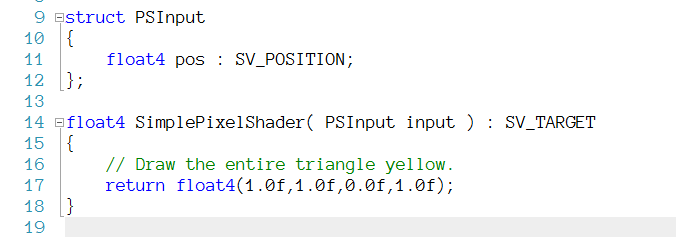 9 struct PSInput
10 {
11 float4 pos : SV_POSITION;
12 };
13
14 float4 SimplePixelShader( PSInput input ) : SV_TARGET
15 {
16 // Draw the entire triangle yellow.
17 return float4(1.0f,1.0f,0.0f,1.0f);
18 }
19